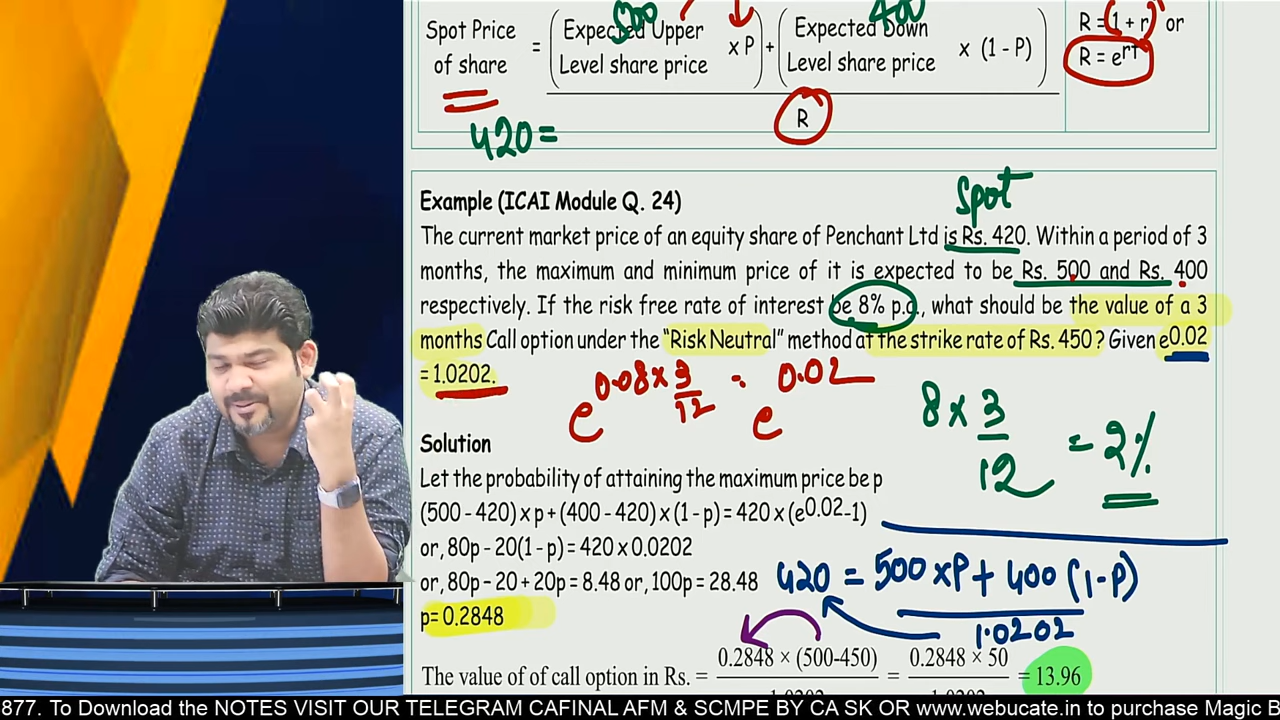 500
400
Spot Price
of share
=
Expected Upper
Level share price
x P
+
Expected Down
Level share price
x (1 - P)
R
R = (1 + r) or
R = e^rt
420 =
Example (ICAI Module Q. 24)
Spot
The current market price of an equity share of Penchant Ltd is Rs. 420. Within a period of 3
months, the maximum and minimum price of it is expected to be Rs. 500 and Rs. 400
respectively. If the risk free rate of interest be 8% p.a., what should be the value of a 3
months Call option under the “Risk Neutral” method at the strike rate of Rs. 450 ? Given e0.02
= 1.0202.
e^0.08 x 3/12 = e^0.02
8 x 3/12 = 2%
Solution
Let the probability of attaining the maximum price be p
(500 - 420) x p + (400 - 420) x (1 - p) = 420 x (e0.02-1)
or, 80p - 20(1 - p) = 420 x 0.0202
or, 80p - 20 + 20p = 8.48 or, 100p = 28.48
p= 0.2848
420 = 500 x P + 400 (1-P)
1.0202
The value of of call option in Rs. = 0.2848 × (500-450) = 0.2848 × 50 = 13.96
1.0202 1.0202
877. To Download the NOTES VISIT OUR TELEGRAM CAFINAL AFM & SCMPE BY CA SK OR www.webucate.in to purchase Magic B